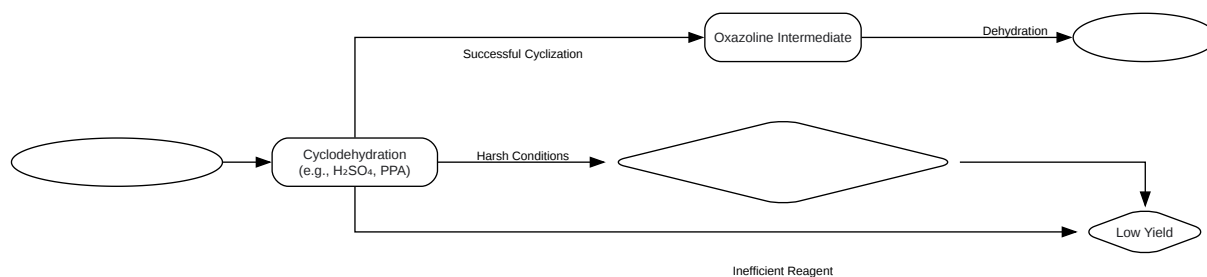 Oxazoline Intermediate
Dehydration
Successful Cyclization
Cyclodehydration
(e.g., H₂SO₄, PPA)
Harsh Conditions
Low Yield
Inefficient Reagent